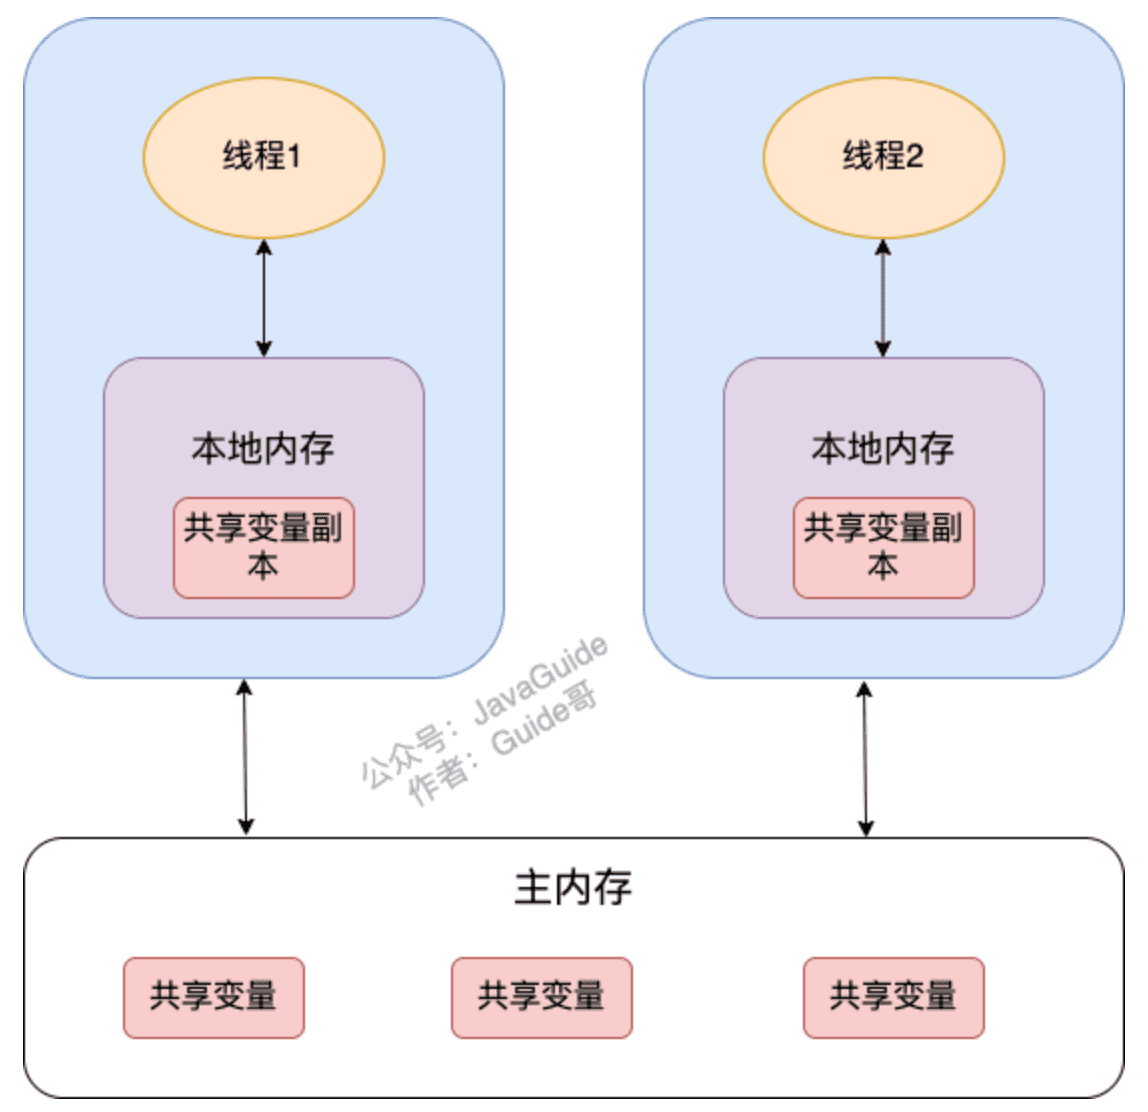 线程1
线程2
本地内存
本地内存
共享变量副
本
共享变量副
本
公众号：JavaGuide
作者：Guide哥
主内存
共享变量
共享变量
共享变量